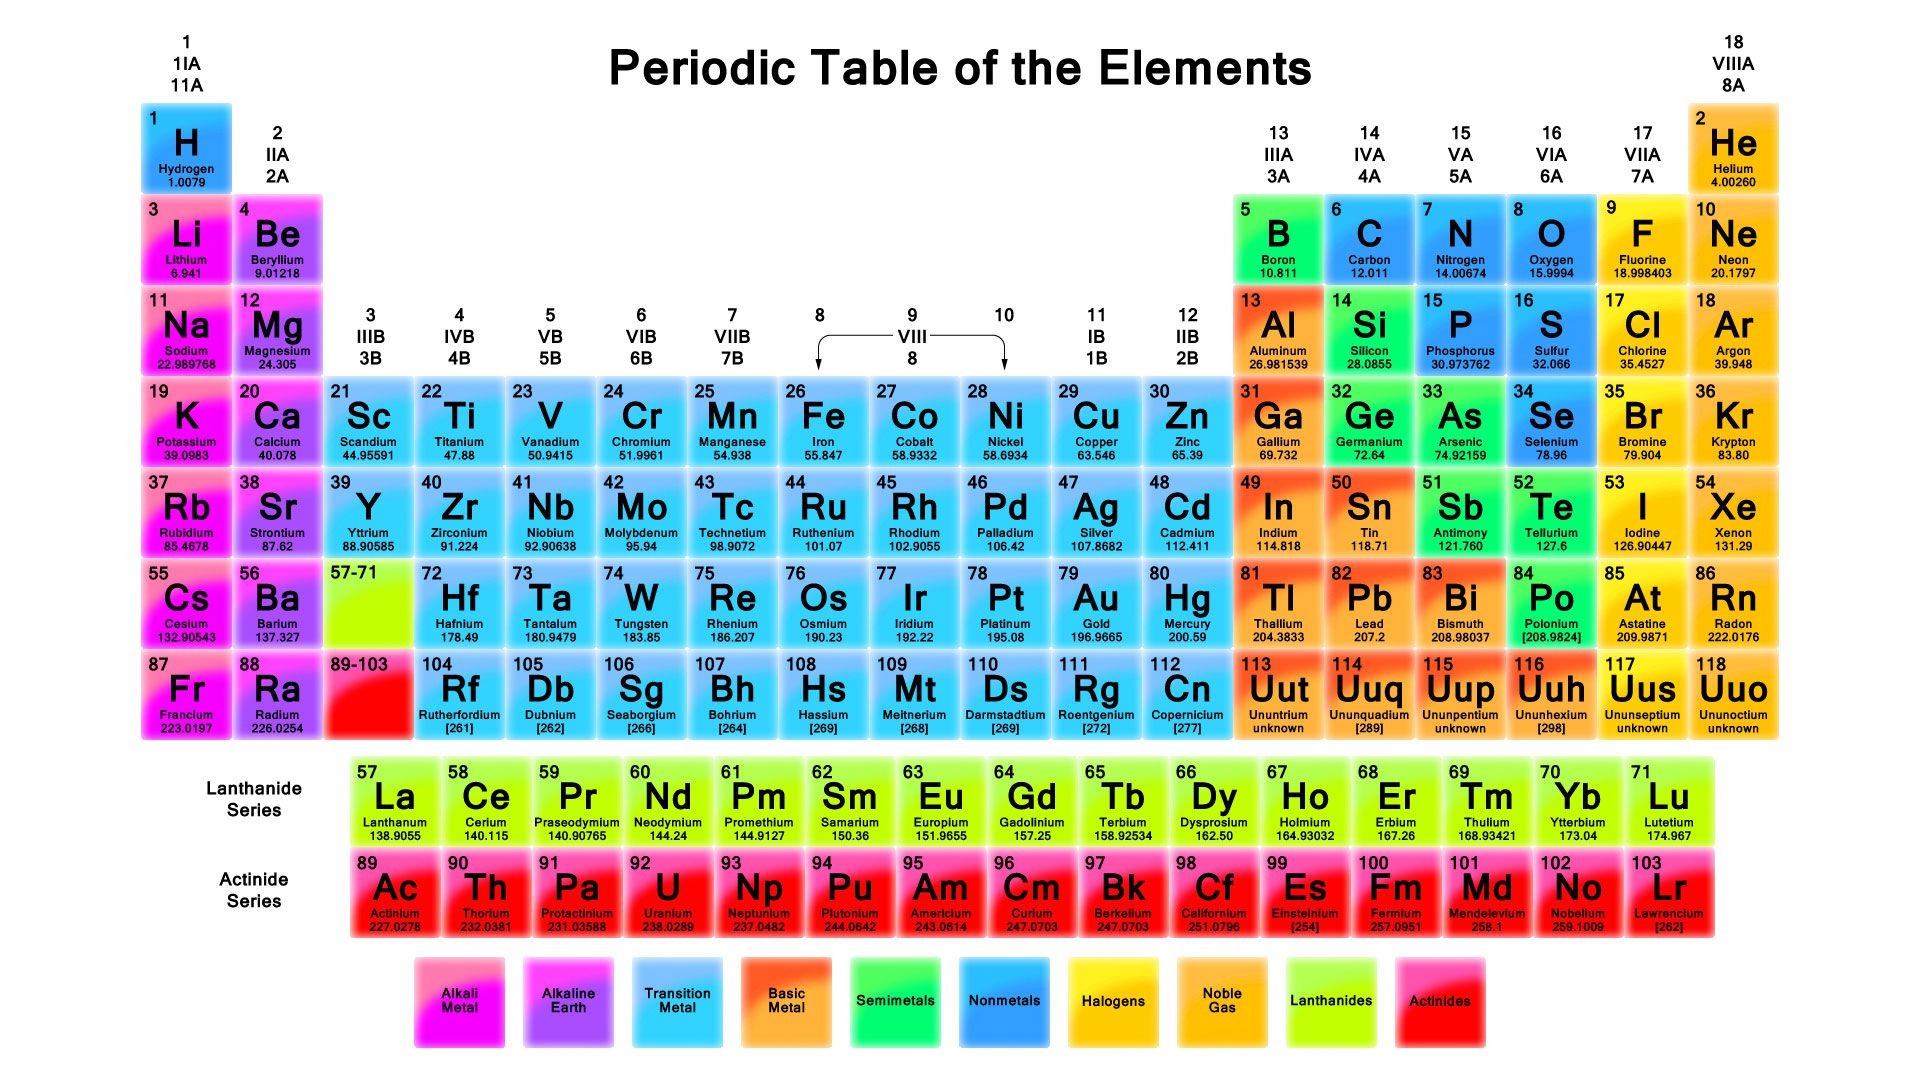 Periodic Table of the Elements
1
1IA
11A
18
VIIIA
8A
1
H
Hydrogen
1.0079
2
IIA
2A
13
IIIA
3A
14
IVA
4A
15
VA
5A
16
VIA
6A
17
VIIA
7A
2
He
Helium
4.00260
3
Li
Lithium
6.941
4
Be
Beryllium
9.01218
5
B
Boron
10.811
6
C
Carbon
12.011
7
N
Nitrogen
14.00674
8
O
Oxygen
15.9994
9
F
Fluorine
18.998403
10
Ne
Neon
20.1797
11
Na
Sodium
22.989768
12
Mg
Magnesium
24.305
3
IIIB
3B
4
IVB
4B
5
VB
5B
6
VIB
6B
7
VIIB
7B
8
9
10
VIII
8
11
IB
1B
12
IIB
2B
13
Al
Aluminum
26.981539
14
Si
Silicon
28.0855
15
P
Phosphorus
30.973762
16
S
Sulfur
32.066
17
Cl
Chlorine
35.4527
18
Ar
Argon
39.948
19
K
Potassium
39.0983
20
Ca
Calcium
40.078
21
Sc
Scandium
44.95591
22
Ti
Titanium
47.88
23
V
Vanadium
50.9415
24
Cr
Chromium
51.9961
25
Mn
Manganese
54.938
26
Fe
Iron
55.847
27
Co
Cobalt
58.9332
28
Ni
Nickel
58.6934
29
Cu
Copper
63.546
30
Zn
Zinc
65.39
31
Ga
Gallium
69.732
32
Ge
Germanium
72.64
33
As
Arsenic
74.92159
34
Se
Selenium
78.96
35
Br
Bromine
79.904
36
Kr
Krypton
83.80
37
Rb
Rubidium
85.4678
38
Sr
Strontium
87.62
39
Y
Yttrium
88.90585
40
Zr
Zirconium
91.224
41
Nb
Niobium
92.90638
42
Mo
Molybdenum
95.94
43
Tc
Technetium
98.9072
44
Ru
Ruthenium
101.07
45
Rh
Rhodium
102.9055
46
Pd
Palladium
106.42
47
Ag
Silver
107.8682
48
Cd
Cadmium
112.411
49
In
Indium
114.818
50
Sn
Tin
118.71
51
Sb
Antimony
121.760
52
Te
Tellurium
127.6
53
I
Iodine
126.90447
54
Xe
Xenon
131.29
55
Cs
Cesium
132.90543
56
Ba
Barium
137.327
57-71
72
Hf
Hafnium
178.49
73
Ta
Tantalum
180.9479
74
W
Tungsten
183.85
75
Re
Rhenium
186.207
76
Os
Osmium
190.23
77
Ir
Iridium
192.22
78
Pt
Platinum
195.08
79
Au
Gold
196.9665
80
Hg
Mercury
200.59
81
Tl
Thallium
204.3833
82
Pb
Lead
207.2
83
Bi
Bismuth
208.98037
84
Po
Polonium
[208.9824]
85
At
Astatine
209.9871
86
Rn
Radon
222.0176
87
Fr
Francium
223.0197
88
Ra
Radium
226.0254
89-103
104
Rf
Rutherfordium
[261]
105
Db
Dubnium
[262]
106
Sg
Seaborgium
[266]
107
Bh
Bohrium
[264]
108
Hs
Hassium
[269]
109
Mt
Meitnerium
[268]
110
Ds
Darmstadtium
[269]
111
Rg
Roentgenium
[272]
112
Cn
Copernicium
[277]
113
Uut
Ununtrium
unknown
114
Uuq
Ununquadium
[289]
115
Uup
Ununpentium
unknown
116
Uuh
Ununhexium
[298]
117
Uus
Ununseptium
unknown
118
Uuo
Ununoctium
unknown
Lanthanide
Series
57
La
Lanthanum
138.9055
58
Ce
Cerium
140.115
59
Pr
Praseodymium
140.90765
60
Nd
Neodymium
144.24
61
Pm
Promethium
144.9127
62
Sm
Samarium
150.36
63
Eu
Europium
151.9655
64
Gd
Gadolinium
157.25
65
Tb
Terbium
158.92534
66
Dy
Dysprosium
162.50
67
Ho
Holmium
164.93032
68
Er
Erbium
167.26
69
Tm
Thulium
168.93421
70
Yb
Ytterbium
173.04
71
Lu
Lutetium
174.967
Actinide
Series
89
Ac
Actinium
227.0278
90
Th
Thorium
232.0381
91
Pa
Protactinium
231.03588
92
U
Uranium
238.0289
93
Np
Neptunium
237.0482
94
Pu
Plutonium
244.0642
95
Am
Americium
243.0614
96
Cm
Curium
247.0703
97
Bk
Berkelium
247.0703
98
Cf
Californium
251.0796
99
Es
Einsteinium
[254]
100
Fm
Fermium
257.0951
101
Md
Mendelevium
258.1
102
No
Nobelium
259.1009
103
Lr
Lawrencium
[262]
Alkali
Metal
Alkaline
Earth
Transition
Metal
Basic
Metal
Semimetals
Nonmetals
Halogens
Noble
Gas
Lanthanides
Actinides